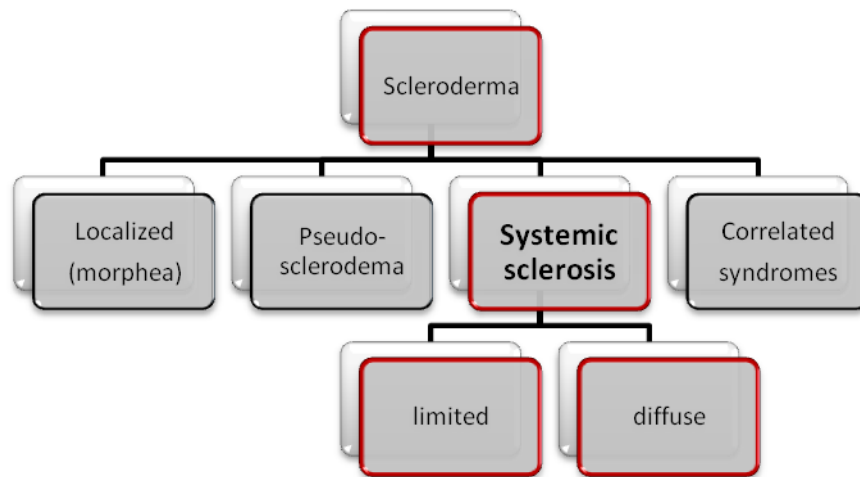 Scleroderma
Localized
(morphea)
Pseudo-
sclerodema
Systemic
sclerosis
Correlated
syndromes
limited
diffuse